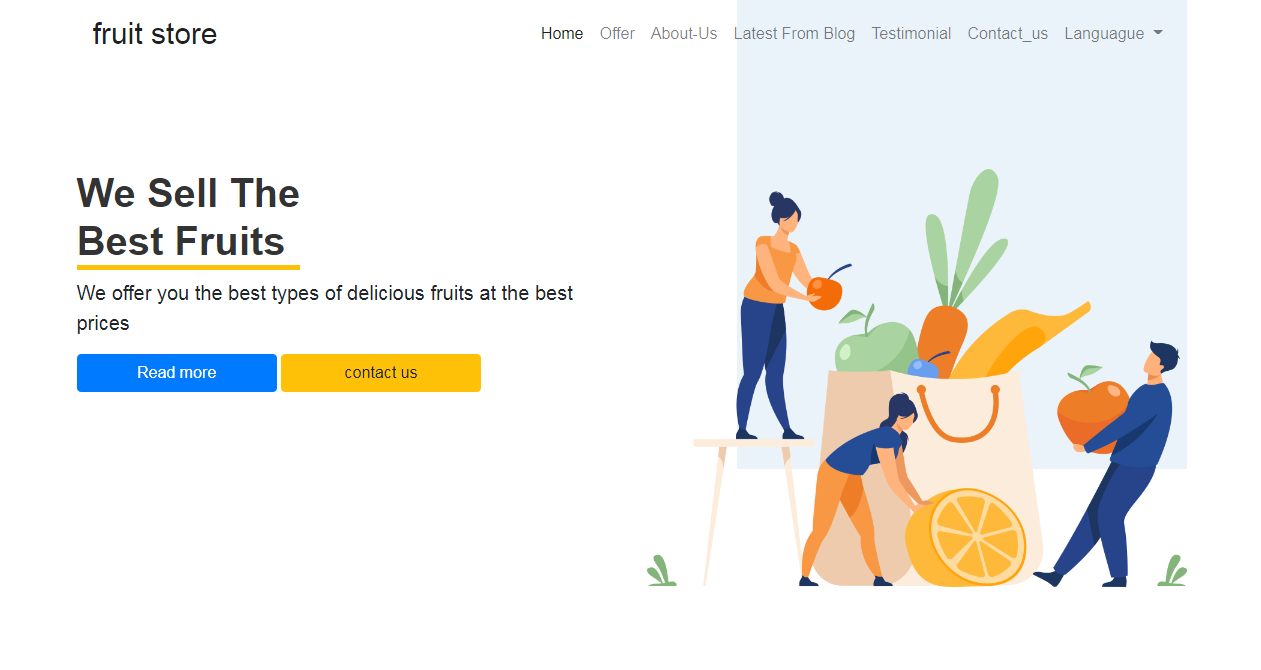 fruit store
Home Offer About-Us Latest From Blog Testimonial Contact_us Languague
We Sell The
Best Fruits
We offer you the best types of delicious fruits at the best
prices
Read more contact us